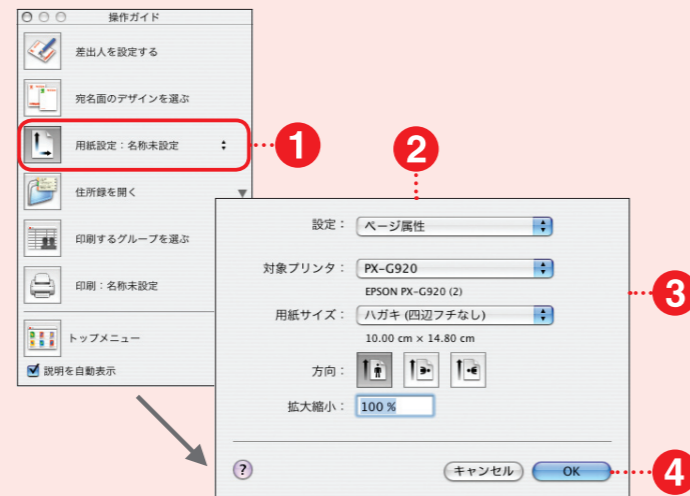 操作ガイド
差出人を設定する
宛名面のデザインを選ぶ
用紙設定：名称未設定
1
住所録を開く
印刷するグループを選ぶ
印刷：名称未設定
トップメニュー
説明を自動表示
2
設定： ページ属性
対象プリンタ： PX-G920
EPSON PX-G920 (2)
3
用紙サイズ： ハガキ (四辺フチなし)
10.00 cm × 14.80 cm
方向：
拡大縮小： 100 %
? キャンセル OK
4